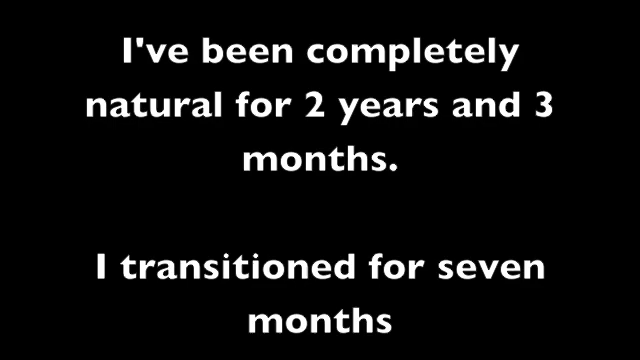 I've been completely
natural for 2 years and 3
months.
I transitioned for seven
months